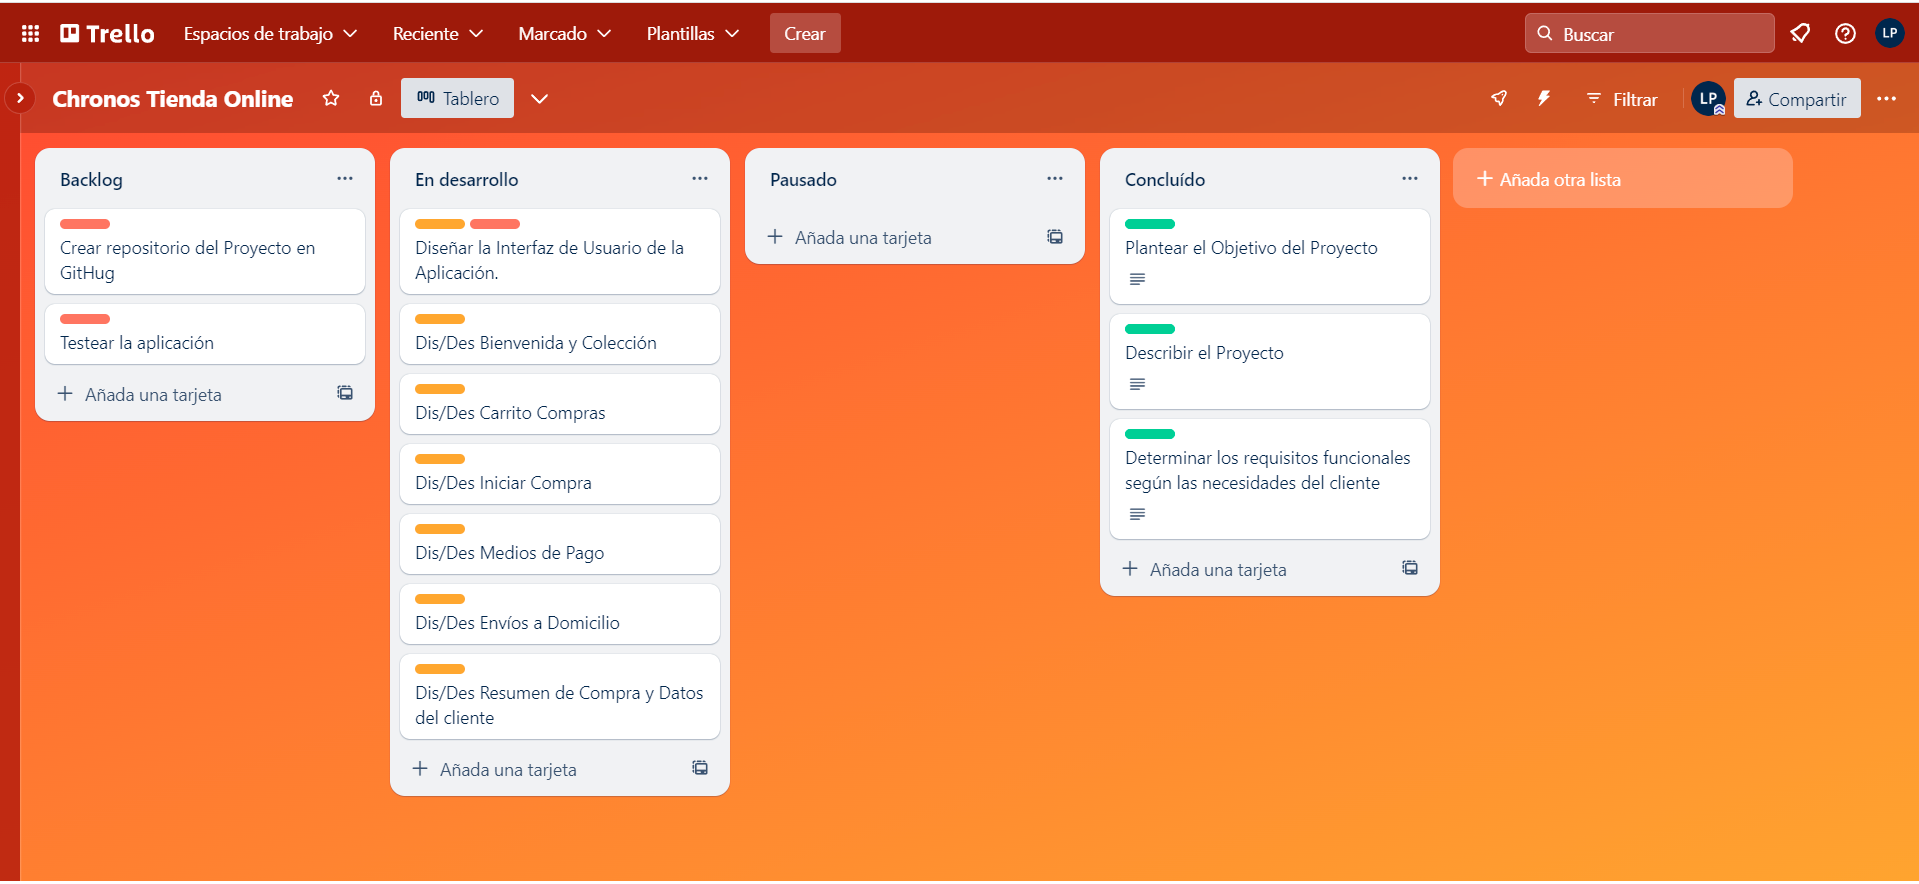 Trello Espacios de trabajo Reciente Marcado Plantillas Crear Buscar LP
Chronos Tienda Online Tablero Filtrar LP Compartir
Backlog
Crear repositorio del Proyecto en
GitHug
Testear la aplicación
Añada una tarjeta
En desarrollo
Diseñar la Interfaz de Usuario de la
Aplicación.
Dis/Des Bienvenida y Colección
Dis/Des Carrito Compras
Dis/Des Iniciar Compra
Dis/Des Medios de Pago
Dis/Des Envíos a Domicilio
Dis/Des Resumen de Compra y Datos
del cliente
Añada una tarjeta
Pausado
Añada una tarjeta
Concluído
Plantear el Objetivo del Proyecto
Describir el Proyecto
Determinar los requisitos funcionales
según las necesidades del cliente
Añada una tarjeta
Añada otra lista